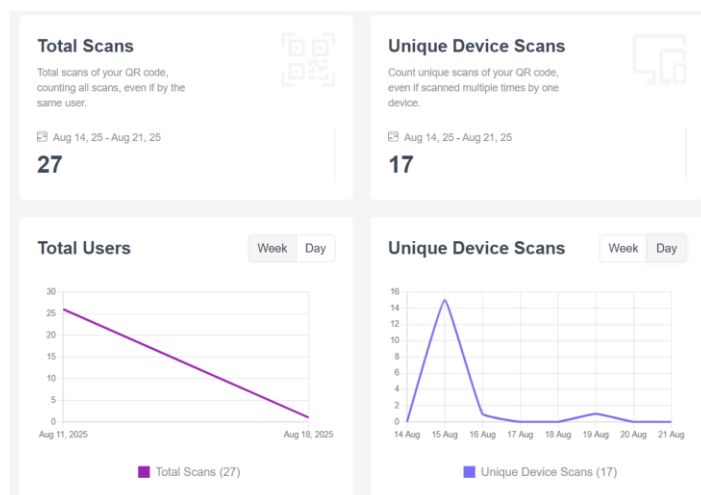 Total Scans
Total scans of your QR code,
counting all scans, even if by the
same user.
Aug 14, 25 - Aug 21, 25
27
Unique Device Scans
Count unique scans of your QR code,
even if scanned multiple times by one
device.
Aug 14, 25 - Aug 21, 25
17
Total Users
Week Day
30
25
20
15
10
5
0
Aug 11, 2025 Aug 18, 2025
Total Scans (27)
Unique Device Scans
Week Day
16
14
12
10
8
6
4
2
0
14 Aug 15 Aug 16 Aug 17 Aug 18 Aug 19 Aug 20 Aug 21 Aug
Unique Device Scans (17)